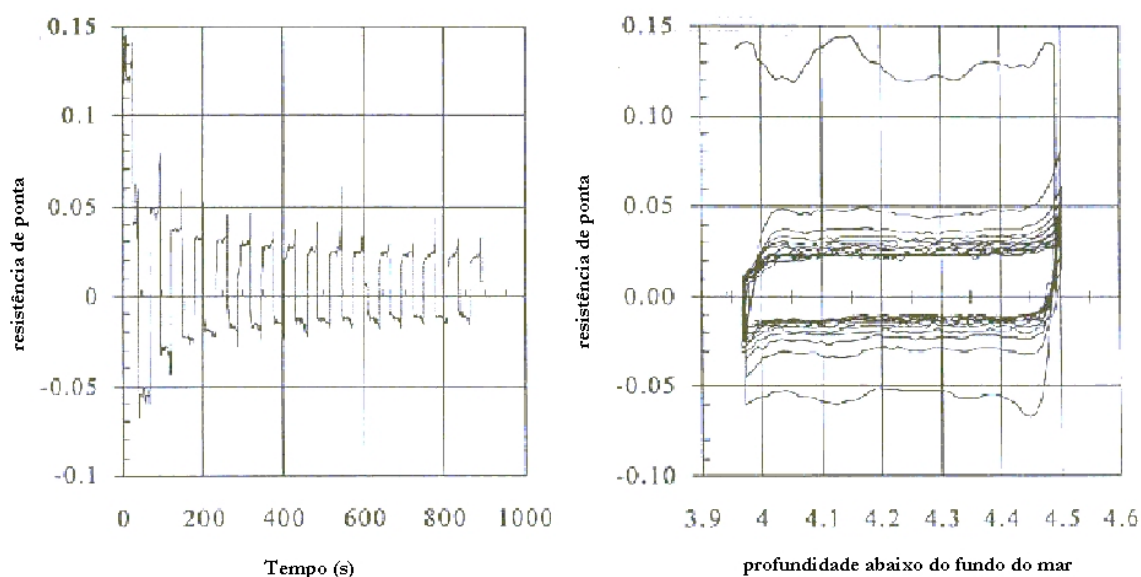 0.15
0.1
0.05
0
-0.05
-0.1
resistência de ponta
0 200 400 600 800 1000
Tempo (s)
0.15
0.10
0.05
0.00
-0.05
-0.10
resistência de ponta
3.9 4 4.1 4.2 4.3 4.4 4.5 4.6
profundidade abaixo do fundo do mar